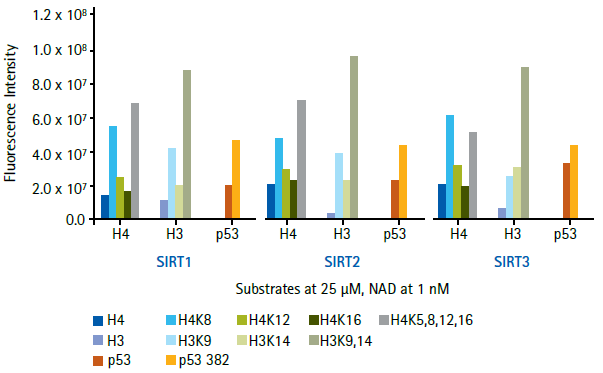 Fluorescence Intensity
1.2 x 10⁸
1.0 x 10⁸
8.0 x 10⁷
6.0 x 10⁷
4.0 x 10⁷
2.0 x 10⁷
0.0
H4 H3 p53 H4 H3 p53 H4 H3 p53
SIRT1 SIRT2 SIRT3
Substrates at 25 µM, NAD at 1 nM
H4 H4K8 H4K12 H4K16 H4K5,8,12,16
H3 H3K9 H3K14 H3K9,14
p53 p53 382